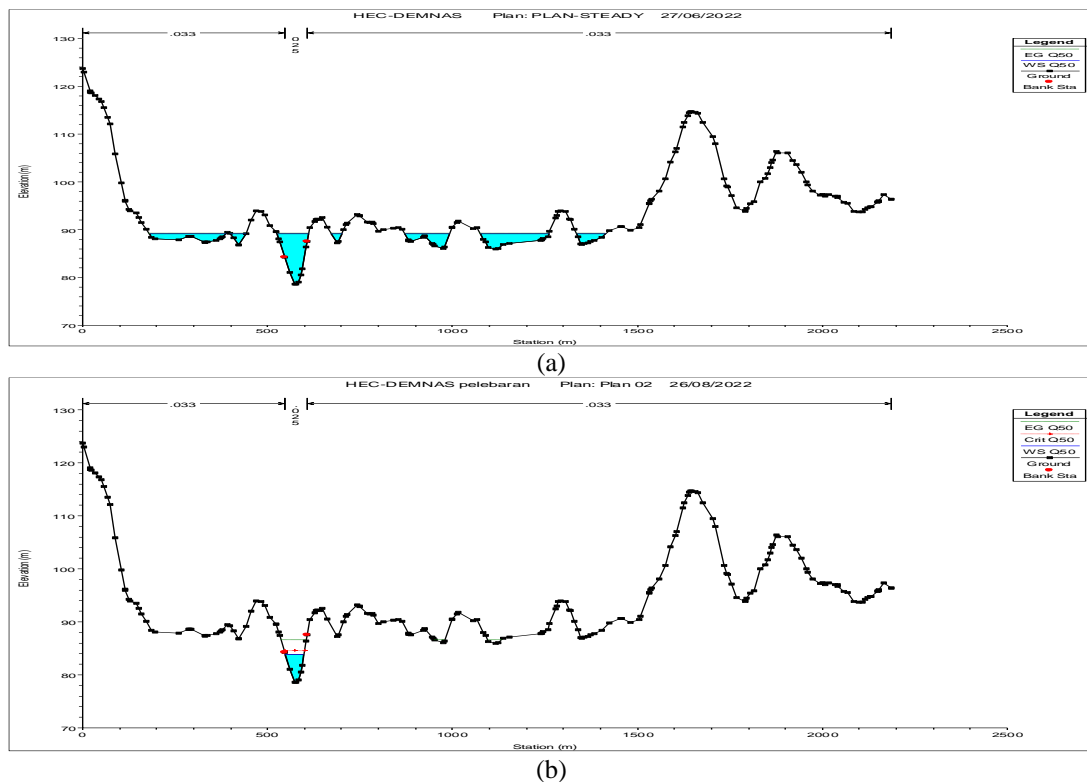 HEC-DEMNAS Plan: PLAN-STEADY 27/06/2022
.033
.025
.033
Legend
EG Q50
WS Q50
Ground
Bank Sta
Elevation (m)
130
120
110
100
90
80
70
0
500
1000
1500
2000
2500
Station (m)
(a)
HEC-DEMNAS pelebaran Plan: Plan 02 26/08/2022
.033
.025
.033
Legend
EG Q50
Crit Q50
WS Q50
Ground
Bank Sta
Elevation (m)
130
120
110
100
90
80
70
0
500
1000
1500
2000
2500
Station (m)
(b)